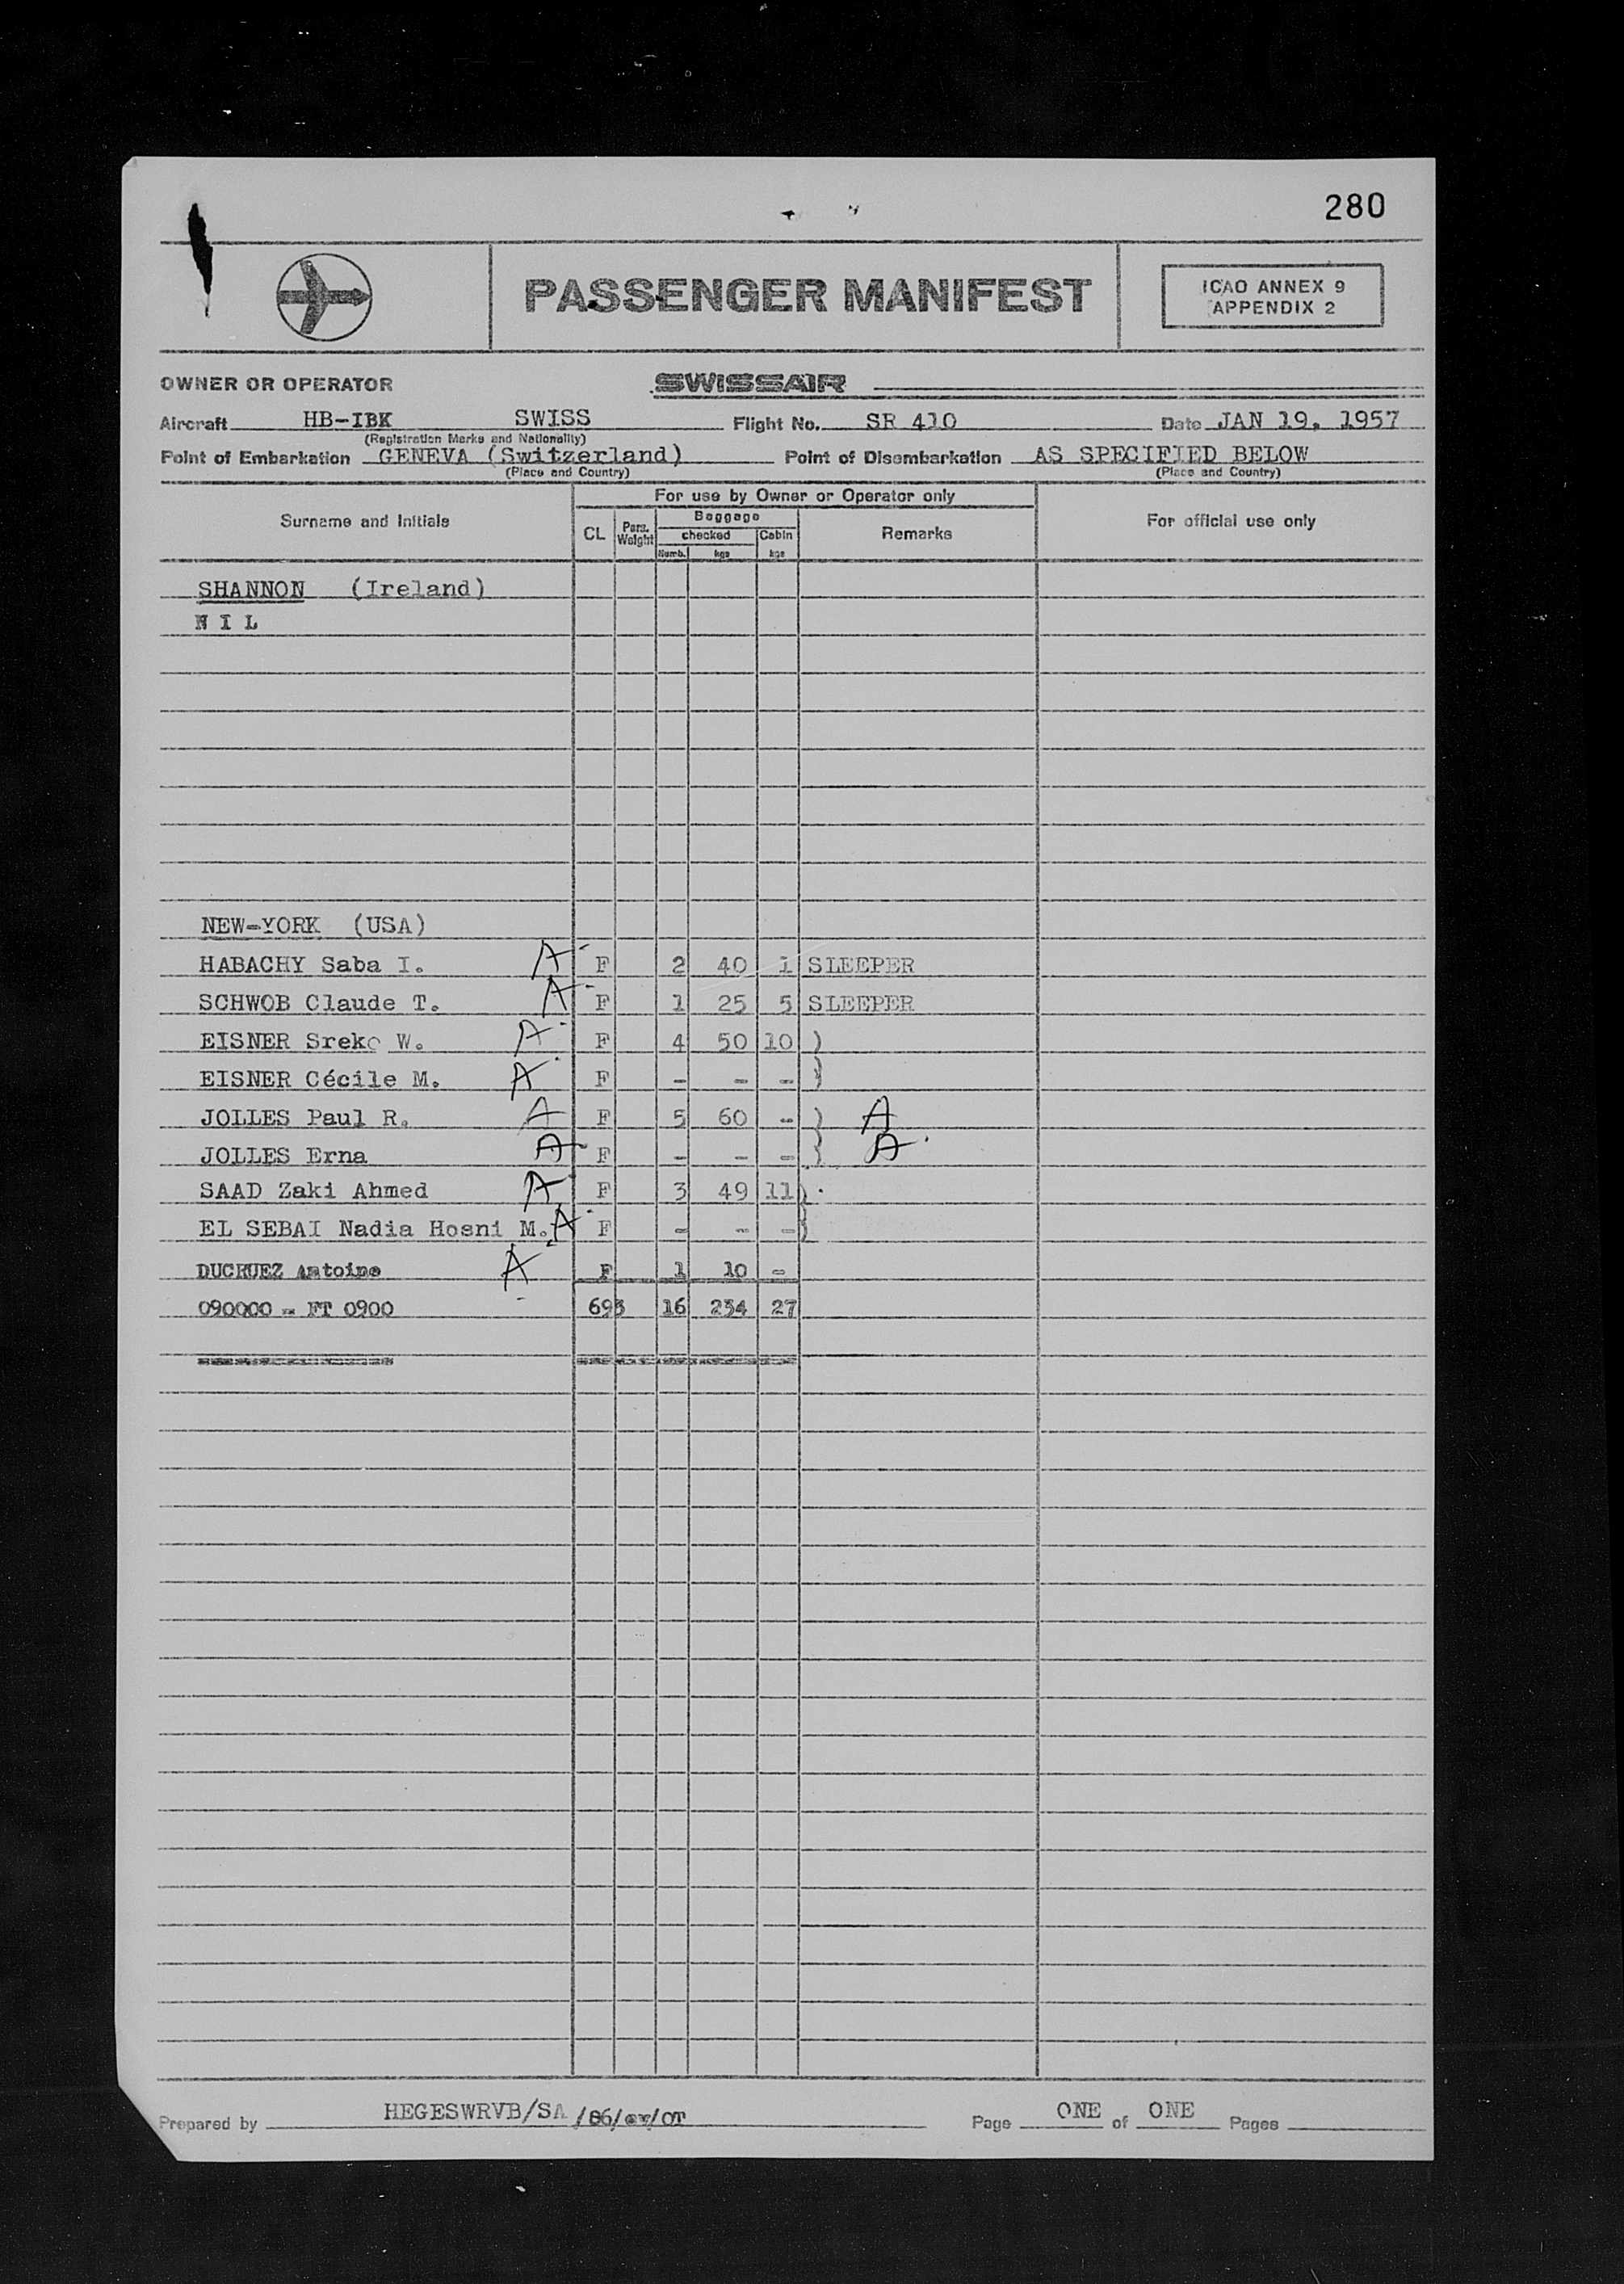 280
PASSENGER MANIFEST
ICAO ANNEX 9
APPENDIX 2
OWNER OR OPERATOR SWISSAIR
Aircraft HB-IBK SWISS Flight No. SR 410 Date JAN 19, 1957
(Registration Marks and Nationality)
Point of Embarkation GENEVA (Switzerland) Point of Disembarkation AS SPECIFIED BELOW
(Place and Country) (Place and Country)
For use by Owner or Operator only
Surname and Initials CL Pers. Weight Baggage checked Numb. kgs Cabin kgs Remarks For official use only
SHANNON (Ireland)
N I L
NEW-YORK (USA)
HABACHY Saba I. A F 2 40 1 SLEEPER
SCHWOB Claude T. A F 1 25 5 SLEEPER
EISNER Sreko W. A F 4 50 10 )
EISNER Cécile M. A F - - - )
JOLLES Paul R. A F 5 60 - ) A
JOLLES Erna A F - - - ) A
SAAD Zaki Ahmed A F 3 49 11 )
EL SEBAI Nadia Hosni M. A F - - - )
DUCRUEZ Antoine A F 1 10 -
090000 - FT 0900 693 16 234 27
Prepared by HEGESWRVB/SA Page ONE of ONE Pages